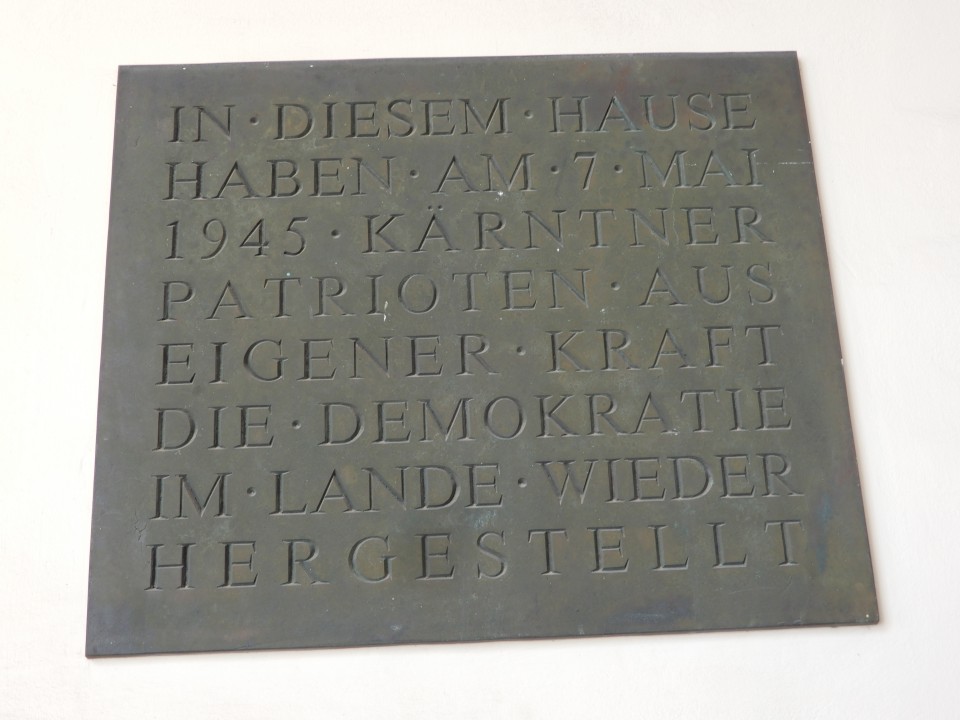 IN · DIESEM · HAUSE
HABEN · AM · 7 · MAI
1945 · KÄRNTNER
PATRIOTEN · AUS
EIGENER · KRAFT
DIE · DEMOKRATIE
IM · LANDE · WIEDER
HERGESTELLT